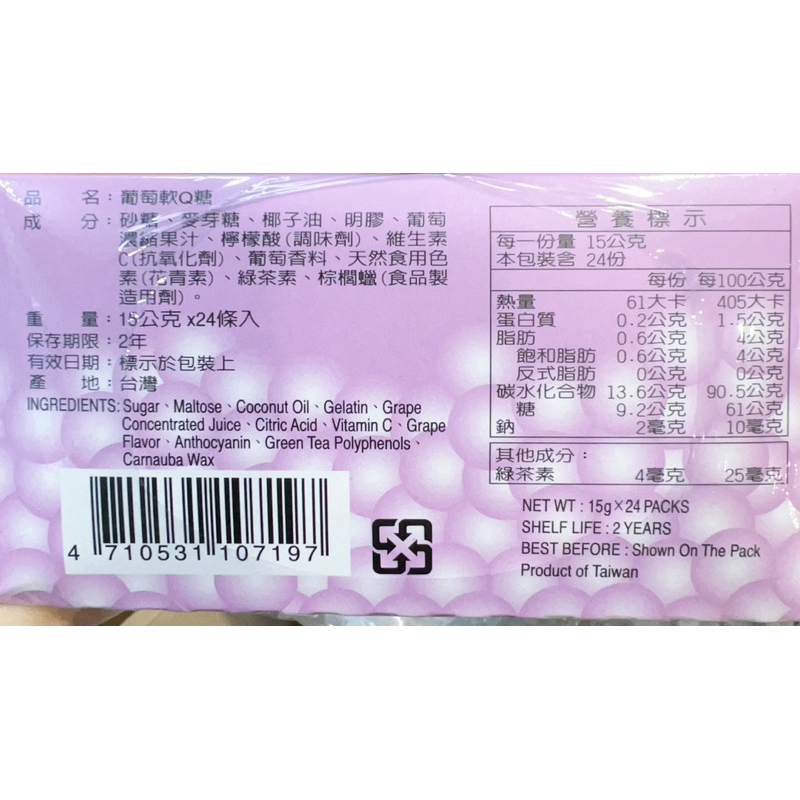 品 名：葡萄軟Q糖
成 分：砂糖、麥芽糖、椰子油、明膠、葡萄
濃縮果汁、檸檬酸(調味劑)、維生素
C(抗氧化劑)、葡萄香料、天然食用色
素(花青素)、綠茶素、棕櫚蠟(食品製
造用劑)。
重 量：15公克 x24條入
保存期限：2年
有效日期：標示於包裝上
產 地：台灣
INGREDIENTS: Sugar、Maltose、Coconut Oil、Gelatin、Grape
Concentrated Juice、Citric Acid、Vitamin C、Grape
Flavor、Anthocyanin、Green Tea Polyphenols、
Carnauba Wax
4 710531 107197
營養標示
每一份量 15公克
本包裝含 24份
每份 每100公克
熱量 61大卡 405大卡
蛋白質 0.2公克 1.5公克
脂肪 0.6公克 4公克
飽和脂肪 0.6公克 4公克
反式脂肪 0公克 0公克
碳水化合物 13.6公克 90.5公克
糖 9.2公克 61公克
鈉 2毫克 10毫克
其他成分：
綠茶素 4毫克 25毫克
NET WT : 15g×24 PACKS
SHELF LIFE : 2 YEARS
BEST BEFORE : Shown On The Pack
Product of Taiwan